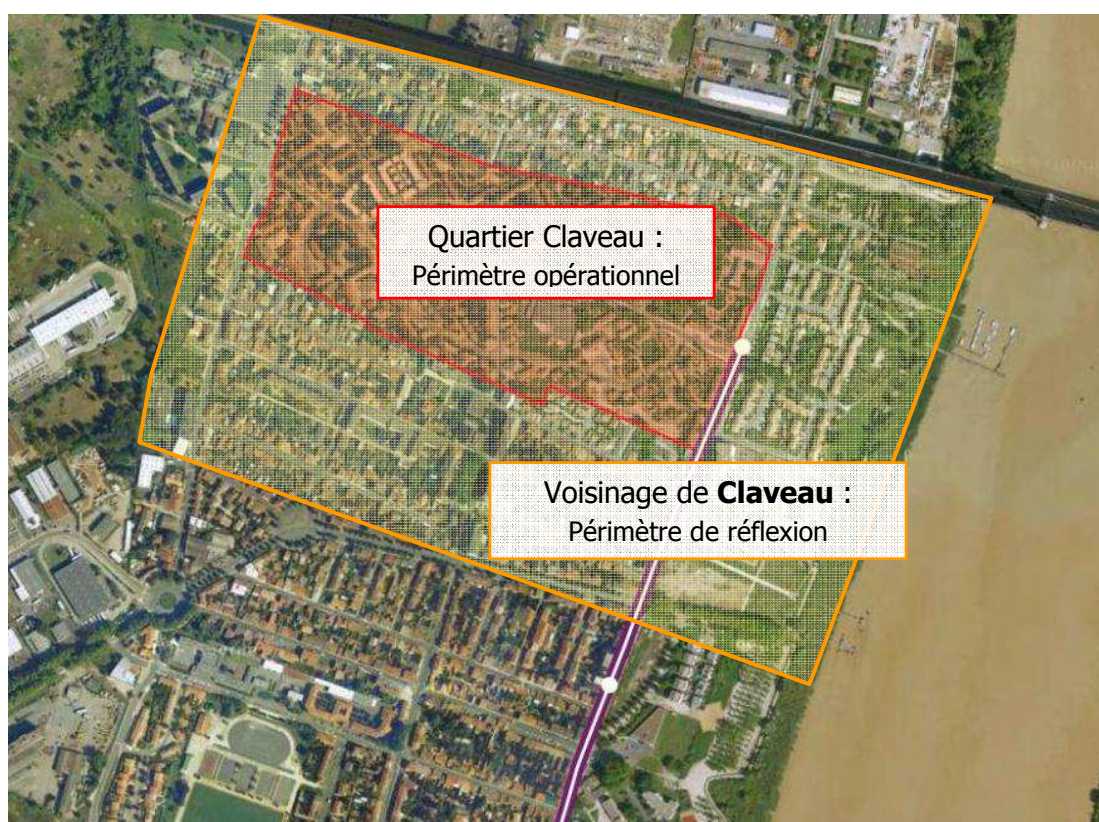 Quartier Claveau :
Périmètre opérationnel
Voisinage de Claveau :
Périmètre de réflexion